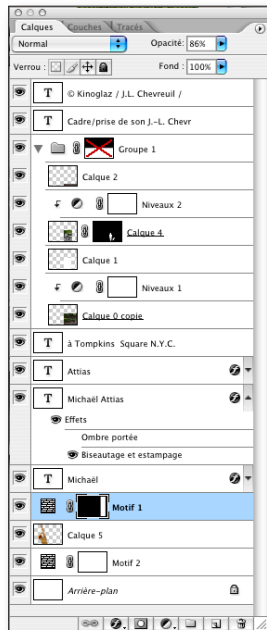 Calques Couches Tracés
Normal Opacité: 86%
Verrou : Fond : 100%
T © Kinoglaz / J.L. Chevreuil /
T Cadre/prise de son J.-L. Chevr
Groupe 1
Calque 2
Niveaux 2
Calque 4
Calque 1
Niveaux 1
Calque 0 copie
T à Tompkins Square N.Y.C.
T Attias
T Michaël Attias
Effets
Ombre portée
Biseautage et estampage
T Michaël
Motif 1
Calque 5
Motif 2
Arrière-plan